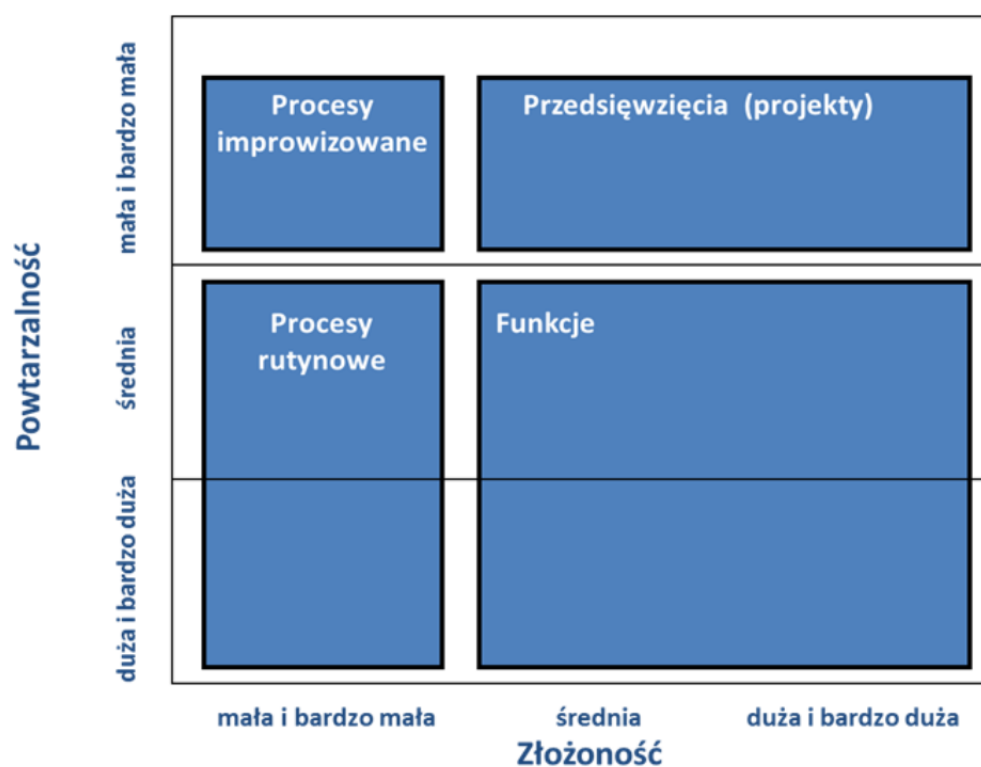 Powtarzalność
mała i bardzo mała
średnia
duża i bardzo duża
Procesy
improwizowane
Przedsięwzięcia (projekty)
Procesy
rutynowe
Funkcje
mała i bardzo mała
średnia
duża i bardzo duża
Złożoność